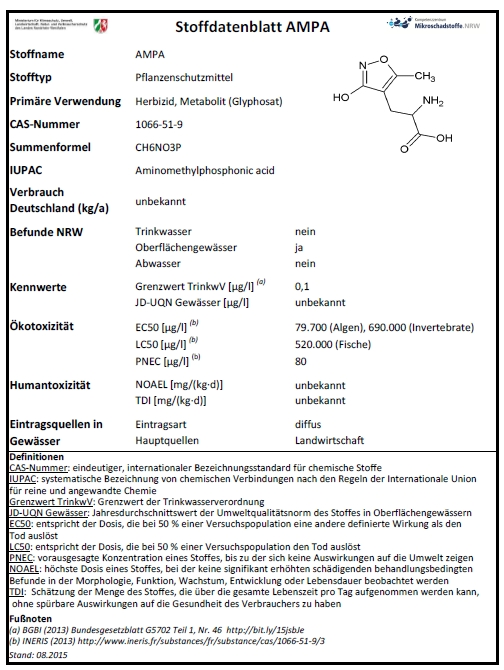 Ministerium für Klimaschutz, Umwelt,
Landwirtschaft, Natur- und Verbraucherschutz
des Landes Nordrhein-Westfalen
Stoffdatenblatt AMPA
Kompetenzzentrum
Mikroschadstoffe.NRW
Stoffname AMPA
Stofftyp Pflanzenschutzmittel
Primäre Verwendung Herbizid, Metabolit (Glyphosat)
CAS-Nummer 1066-51-9
Summenformel CH6NO3P
IUPAC Aminomethylphosphonic acid
N O
CH3
HO
NH2
OH
O
Verbrauch
Deutschland (kg/a) unbekannt
Befunde NRW Trinkwasser nein
Oberflächengewässer ja
Abwasser nein
Kennwerte Grenzwert TrinkwV [µg/l] (a) 0,1
JD-UQN Gewässer [µg/l] unbekannt
Ökotoxizität EC50 [µg/l] (b) 79.700 (Algen), 690.000 (Invertebrate)
LC50 [µg/l] (b) 520.000 (Fische)
PNEC [µg/l] (b) 80
Humantoxizität NOAEL [mg/(kg·d)] unbekannt
TDI [mg/(kg·d)] unbekannt
Eintragsquellen in Eintragsart diffus
Gewässer Hauptquellen Landwirtschaft
Definitionen
CAS-Nummer: eindeutiger, internationaler Bezeichnungsstandard für chemische Stoffe
IUPAC: systematische Bezeichnung von chemischen Verbindungen nach den Regeln der Internationale Union
für reine und angewandte Chemie
Grenzwert TrinkwV: Grenzwert der Trinkwasserverordnung
JD-UQN Gewässer: Jahresdurchschnittswert der Umweltqualitätsnorm des Stoffes in Oberflächengewässern
EC50: entspricht der Dosis, die bei 50 % einer Versuchspopulation eine andere definierte Wirkung als den
Tod auslöst
LC50: entspricht der Dosis, die bei 50 % einer Versuchspopulation den Tod auslöst
PNEC: vorausgesagte Konzentration eines Stoffes, bis zu der sich keine Auswirkungen auf die Umwelt zeigen
NOAEL: höchste Dosis eines Stoffes, bei der keine signifikant erhöhten schädigenden behandlungsbedingten
Befunde in der Morphologie, Funktion, Wachstum, Entwicklung oder Lebensdauer beobachtet werden
TDI: Schätzung der Menge des Stoffes, die über die gesamte Lebenszeit pro Tag aufgenommen werden kann,
ohne spürbare Auswirkungen auf die Gesundheit des Verbrauchers zu haben
Fußnoten
(a) BGBl (2013) Bundesgesetzblatt G5702 Teil 1, Nr. 46 http://bit.ly/15jsbJe
(b) INERIS (2013) http://www.ineris.fr/substances/fr/substance/cas/1066-51-9/3
Stand: 08.2015